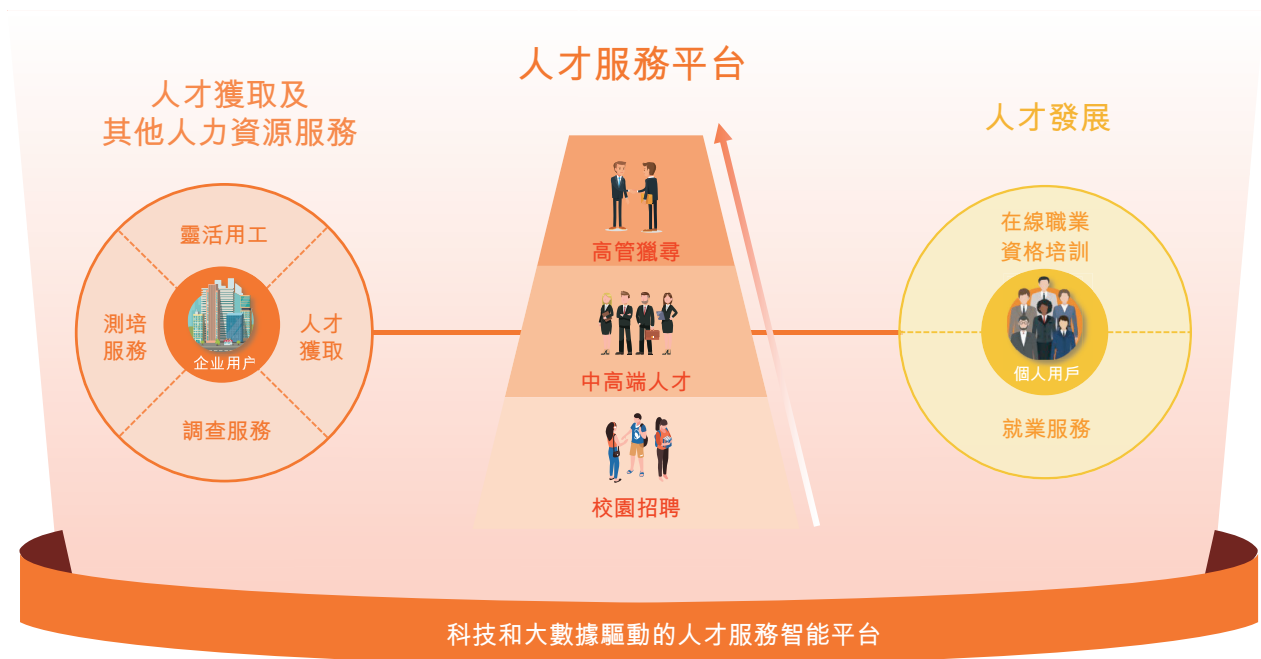 人才服務平台
人才獲取及
其他人力資源服務
靈活用工
測培
服務
人才
獲取
企业用户
調查服務
高管獵尋
中高端人才
校園招聘
人才發展
在線職業
資格培訓
個人用戶
就業服務
科技和大數據驅動的人才服務智能平台